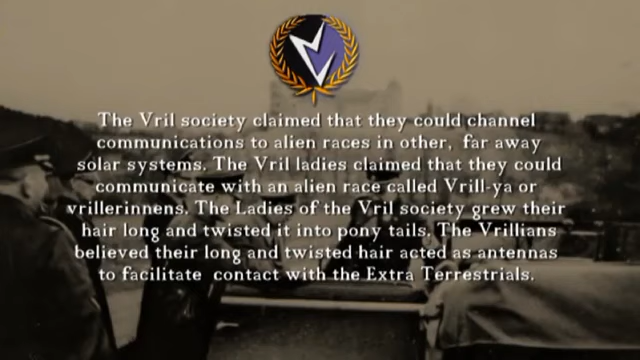 The Vril society claimed that they could channel
communications to alien races in other, far away
solar systems. The Vril ladies claimed that they could
communicate with an alien race called Vrill-ya or
vrillerinnens. The Ladies of the Vril society grew their
hair long and twisted it into pony tails. The Vrillians
believed their long and twisted hair acted as antennas
to facilitate contact with the Extra Terrestrials.